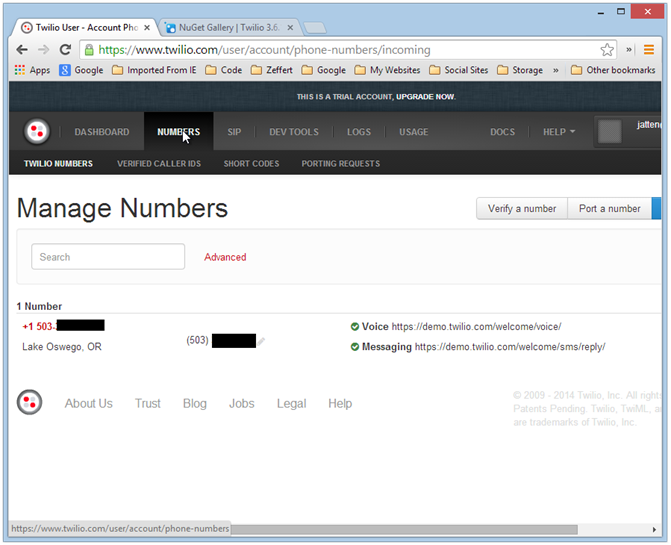 Twilio User - Account Pho
NuGet Gallery | Twilio 3.6.
https://www.twilio.com/user/account/phone-numbers/incoming
Apps Google Imported From IE Code Zeffert Google My Websites Social Sites Storage » Other bookmarks
THIS IS A TRIAL ACCOUNT, UPGRADE NOW.
DASHBOARD NUMBERS SIP DEV TOOLS LOGS USAGE DOCS HELP jatten
TWILIO NUMBERS VERIFIED CALLER IDS SHORT CODES PORTING REQUESTS
Manage Numbers
Verify a number Port a number
Search Advanced
1 Number
+1 503-
Lake Oswego, OR
(503)
Voice https://demo.twilio.com/welcome/voice/
Messaging https://demo.twilio.com/welcome/sms/reply/
About Us Trust Blog Jobs Legal Help
© 2009 - 2014 Twilio, Inc. All rights
Patents Pending. Twilio, TwiML, a
are trademarks of Twilio, Inc.
https://www.twilio.com/user/account/phone-numbers